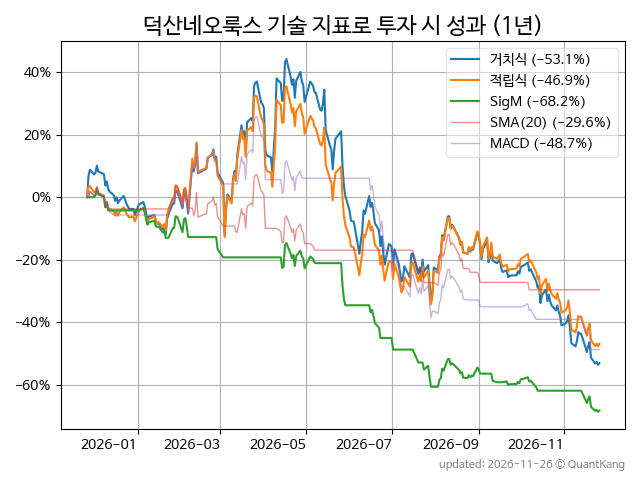 덕산네오룩스 기술 지표로 투자 시 성과 (1년)
거치식 (−53.1%)
적립식 (−46.9%)
SigM (−68.2%)
SMA(20) (−29.6%)
MACD (−48.7%)
40%
20%
0%
−20%
−40%
−60%
2026-01 2026-03 2026-05 2026-07 2026-09 2026-11
updated: 2026-11-26 © QuantKang